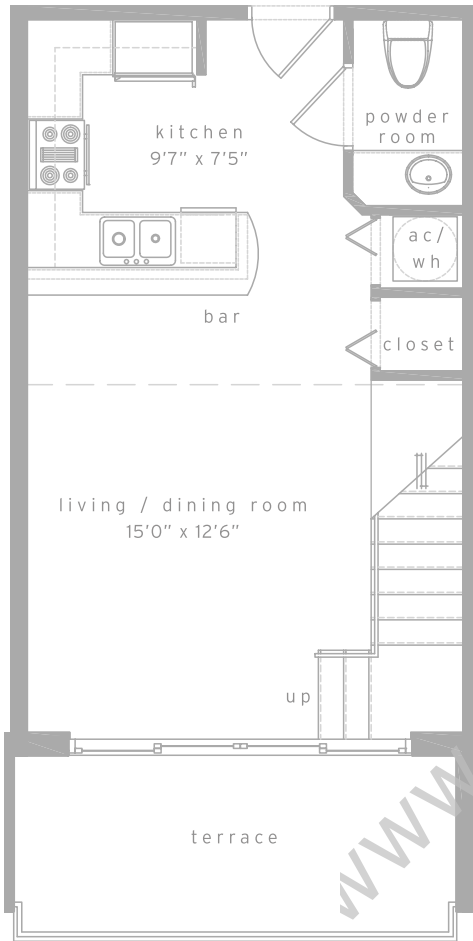 kitchen
9'7" x 7'5"
powder
room
ac/
wh
bar
closet
living / dining room
15'0" x 12'6"
up
terrace
www